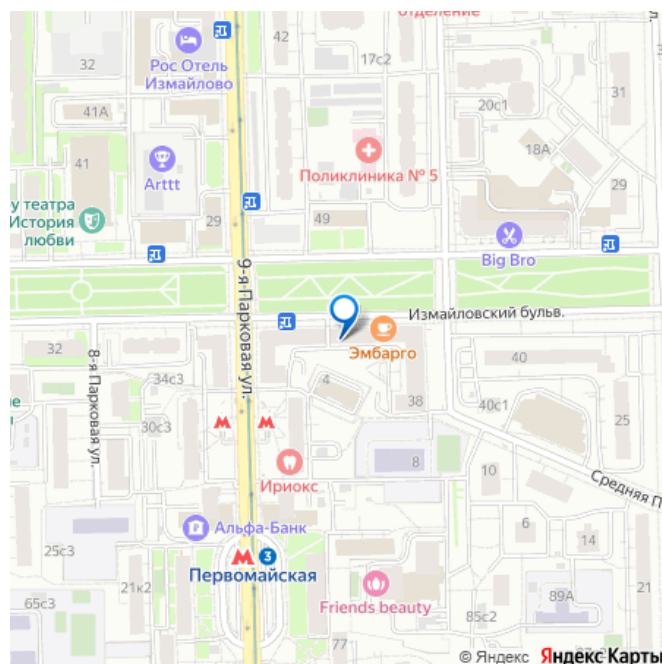 отделение
32
Рос Отель
Измайлово
17с2
31
41А
20с1
Поликлиника № 5
18А
41
Arttt
29
у театра
История
любви
29
49
Big Bro
9-я Парковая ул.
Измайловский бульв.
Эмбарго
32
8-я Парковая ул.
34с3
4
40
38
40с1
25
30с3
Ириокс
8
10
Средняя П
Альфа-Банк
6
14
25с3
3
Первомайская
21к2
65с3
Friends beauty
89А
21
85с2
77
© Яндекс Яндекс Карты